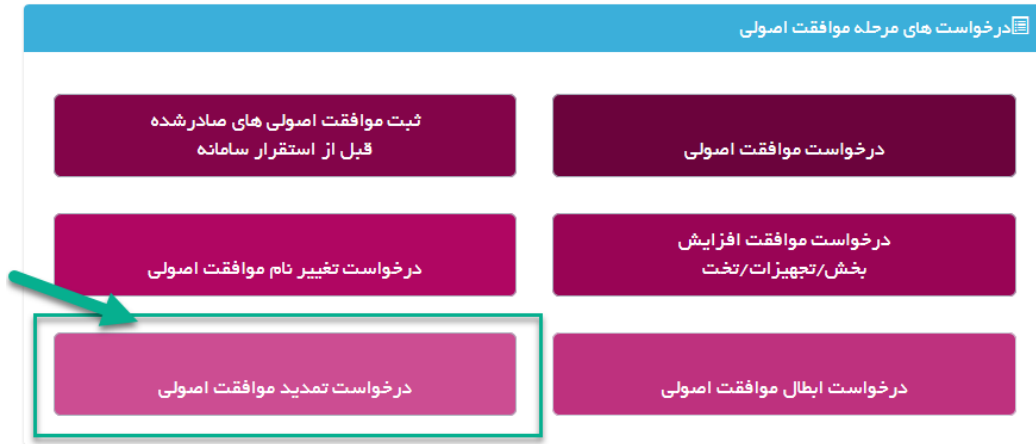 درخواست های مرحله موافقت اصولی
درخواست موافقت اصولی
ثبت موافقت اصولی های صادرشده
قبل از استقرار سامانه
درخواست موافقت افزایش
بخش/تجهیزات/تخت
درخواست تغییر نام موافقت اصولی
درخواست ابطال موافقت اصولی
درخواست تمدید موافقت اصولی